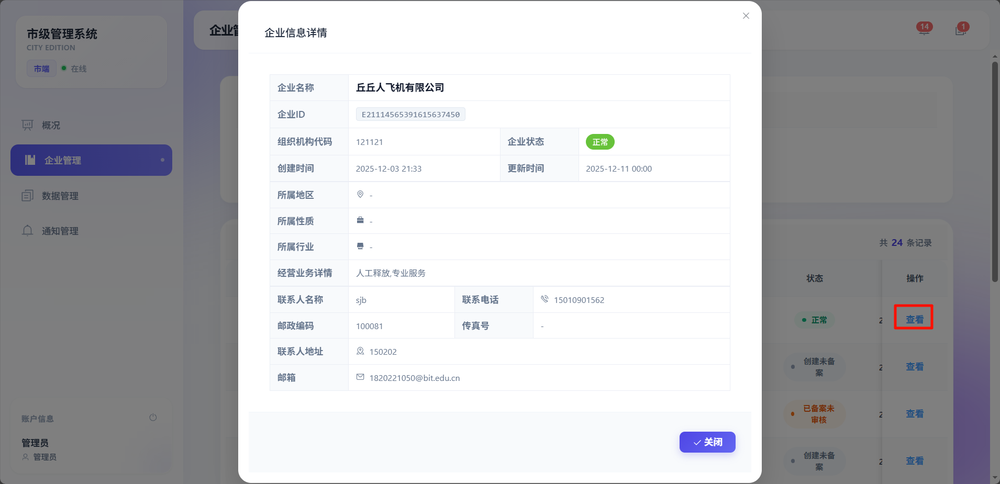 市级管理系统
CITY EDITION
市端 在线
概况
企业管理
数据管理
通知管理
账户信息
管理员
管理员
企业管
14
1
企业信息详情
企业名称 丘丘人飞机有限公司
企业ID E21114565391615637450
组织机构代码 121121 企业状态 正常
创建时间 2025-12-03 21:33 更新时间 2025-12-11 00:00
所属地区 -
所属性质 -
所属行业 -
经营业务详情 人工释放,专业服务
联系人名称 sjb 联系电话 15010901562
邮政编码 100081 传真号 -
联系人地址 150202
邮箱 1820221050@bit.edu.cn
关闭
共 24 条记录
状态 操作
正常 2 查看
创建未备
案
2 查看
已备案未
审核
2 查看
创建未备
案
2 查看